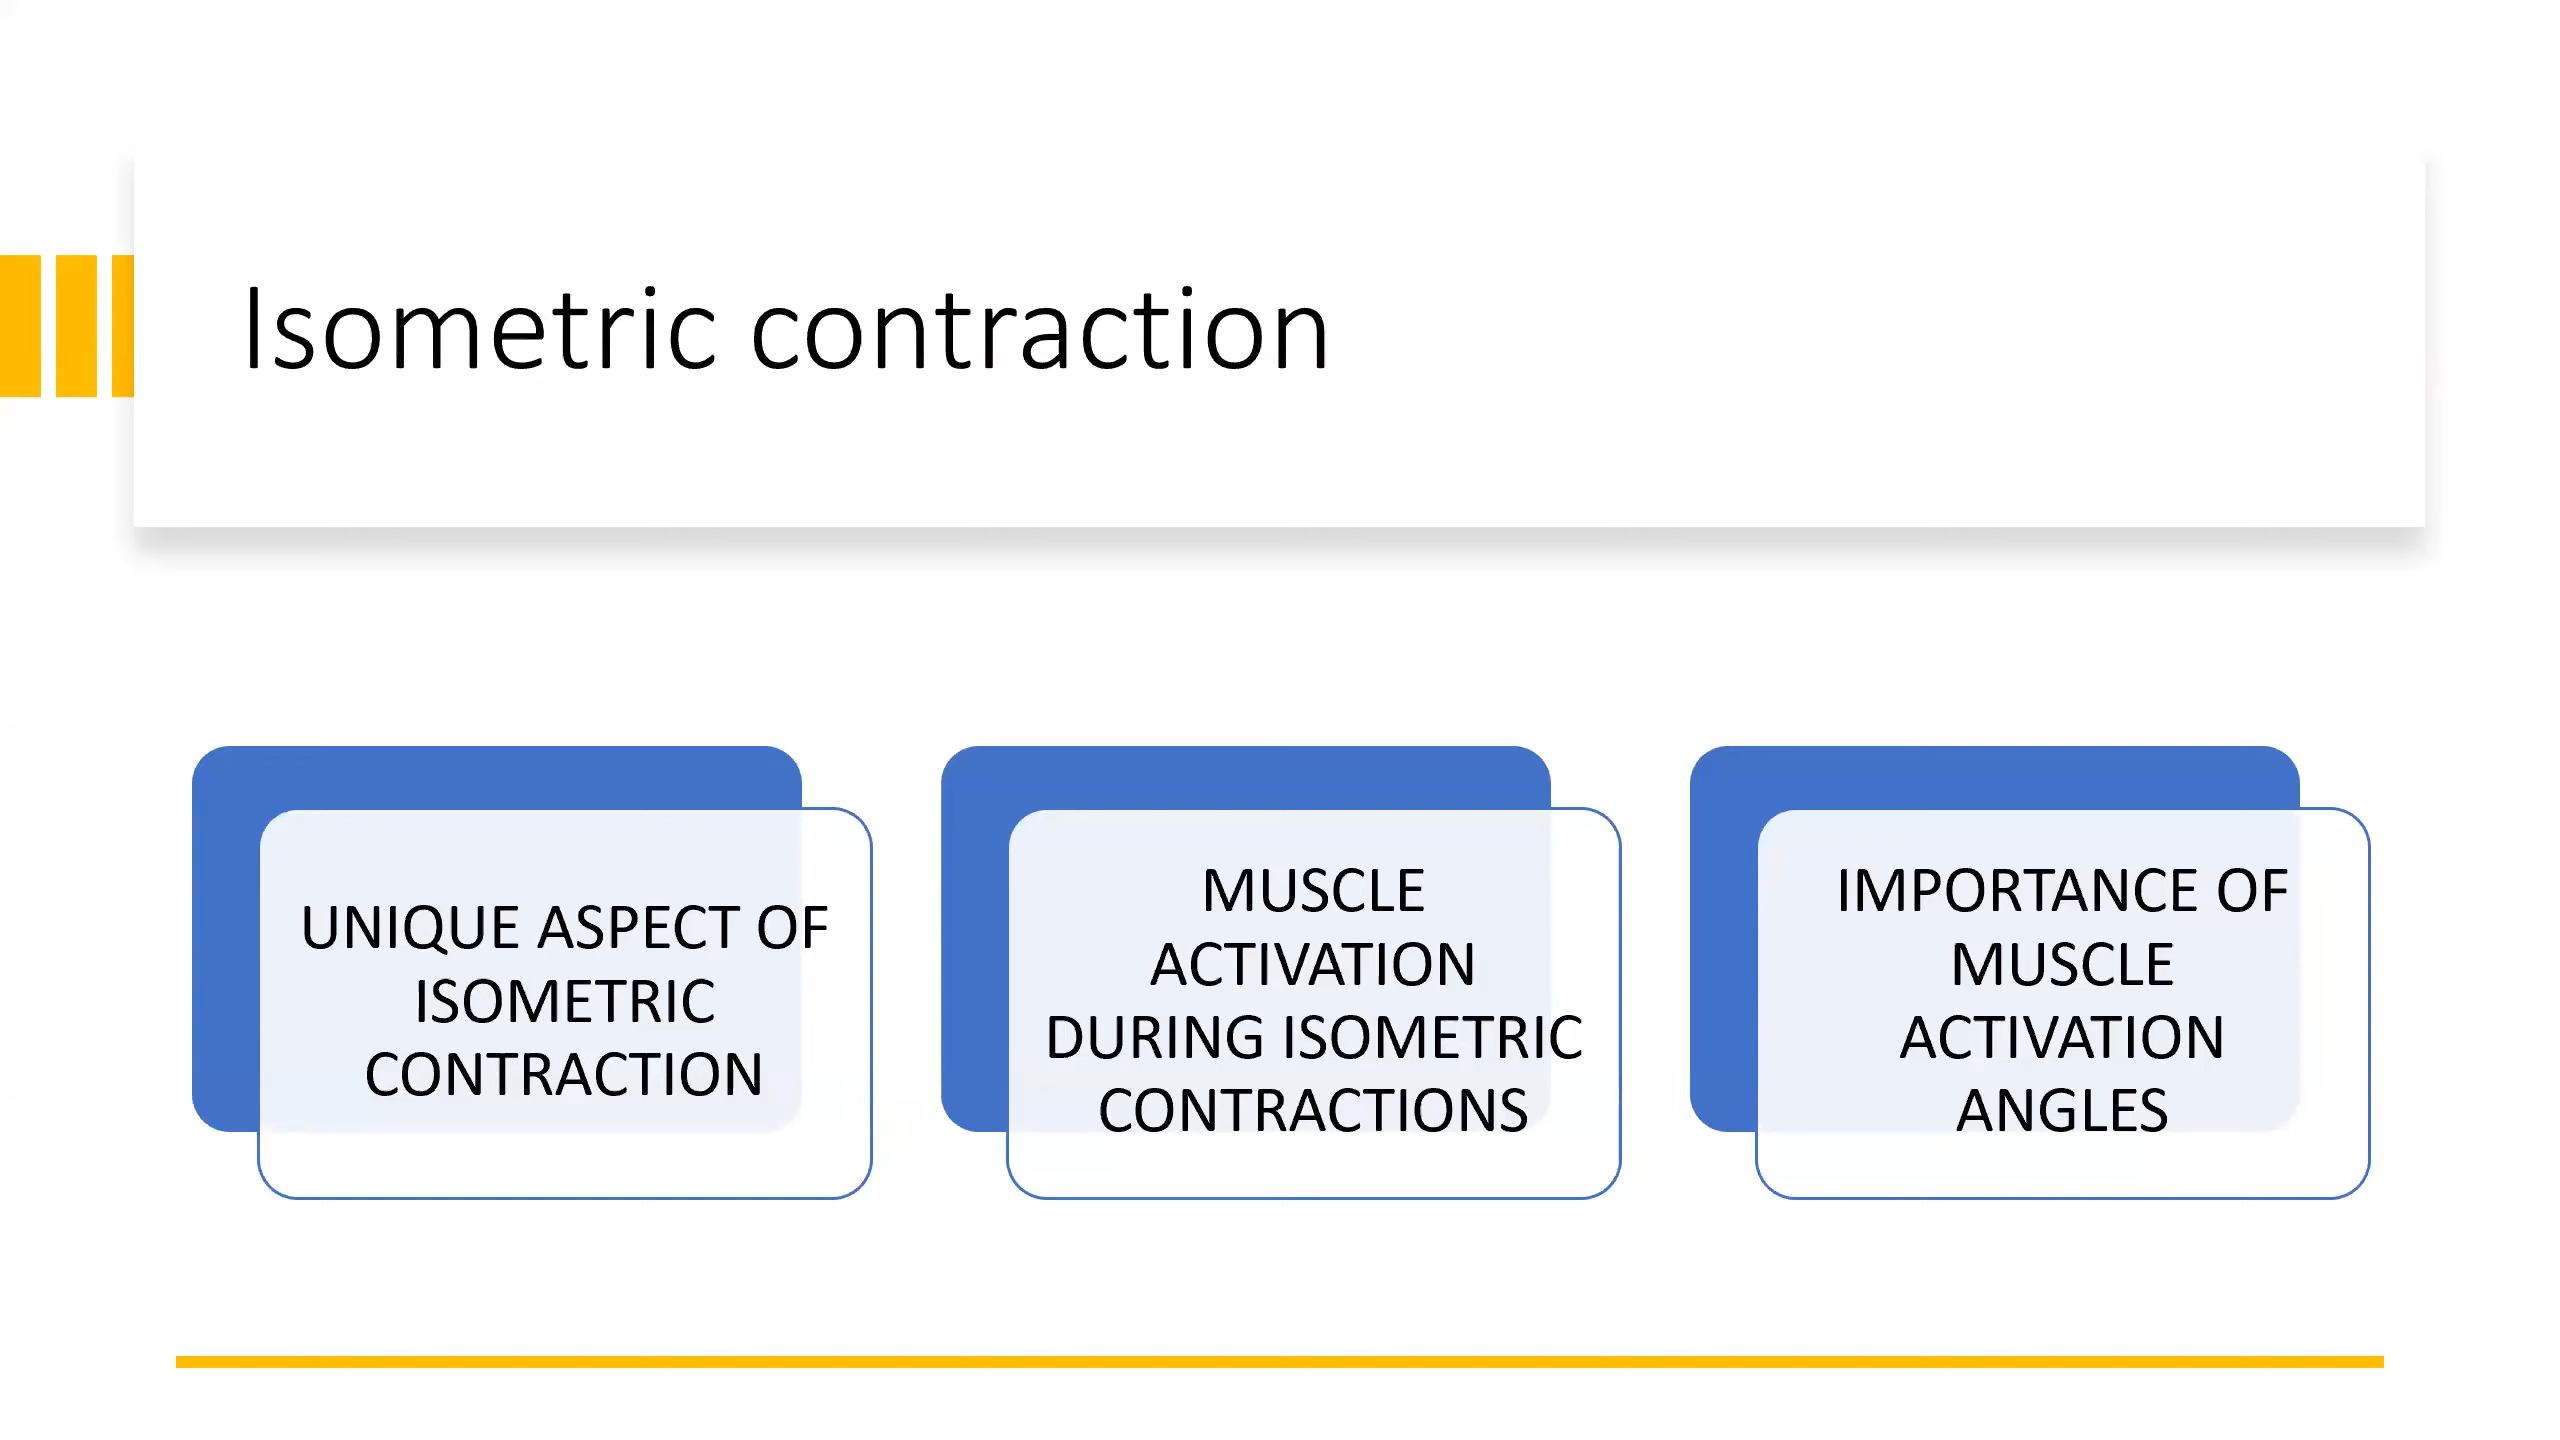 Isometric contraction
UNIQUE ASPECT OF
ISOMETRIC
CONTRACTION
MUSCLE
ACTIVATION
DURING ISOMETRIC
CONTRACTIONS
IMPORTANCE OF
MUSCLE
ACTIVATION
ANGLES